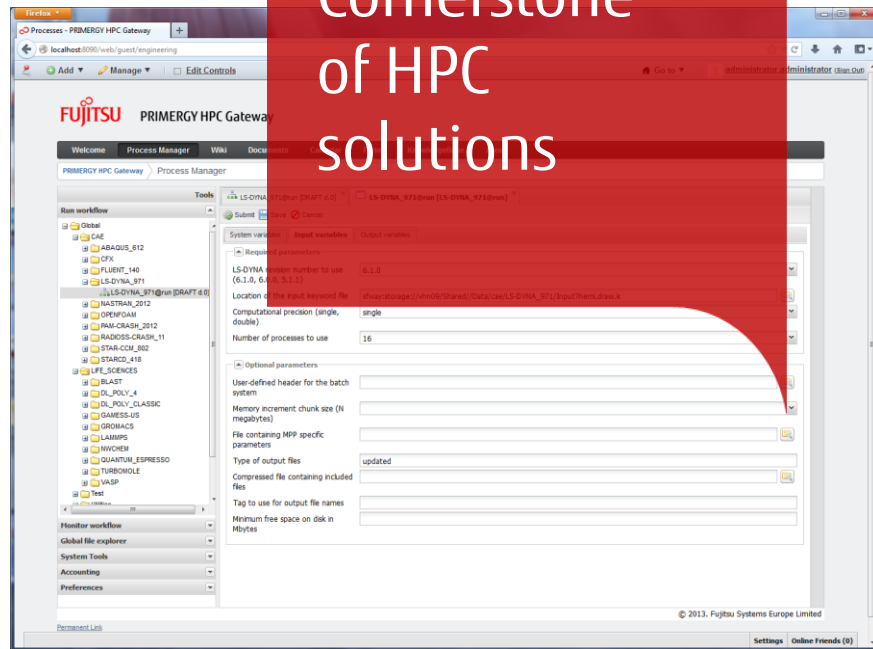 Firefox
Processes - PRIMERGY HPC Gateway
+
localhost:8090/web/guest/engineering
Add Manage Edit Controls Go to administrator administrator (Sign Out)
Cornerstone
of HPC
solutions
FUJITSU PRIMERGY HPC Gateway
Welcome Process Manager Wiki Documents
PRIMERGY HPC Gateway Process Manager
Tools
LS-DYNA_971@run [DRAFT d.0] LS-DYNA_971@run [LS-DYNA_971@run]
Run workflow
Submit Save Cancel
Global
CAE
ABAQUS_612
CFX
FLUENT_140
LS-DYNA_971
LS-DYNA_971@run [DRAFT d.0]
NASTRAN_2012
OPENFOAM
PAM-CRASH_2012
RADIOSS-CRASH_11
STAR-CCM_802
STARCD_418
LIFE_SCIENCES
BLAST
DL_POLY_4
DL_POLY_CLASSIC
GAMESS-US
GROMACS
LAMMPS
NWCHEM
QUANTUM_ESPRESSO
TURBOMOLE
VASP
Test
Monitor workflow
Global file explorer
System Tools
Accounting
Preferences
System variables Input variables Output variables
Required parameters
LS-DYNA revision number to use 6.1.0
(6.1.0, 6.0.0, 5.1.1)
Location of the input keyword file
Computational precision (single, single
double)
Number of processes to use 16
Optional parameters
User-defined header for the batch
system
Memory increment chunk size (N
megabytes)
File containing MPP specific
parameters
Type of output files updated
Compressed file containing included
files
Tag to use for output file names
Minimum free space on disk in
Mbytes
© 2013. Fujitsu Systems Europe Limited
Permanent Link
Settings Online Friends (0)